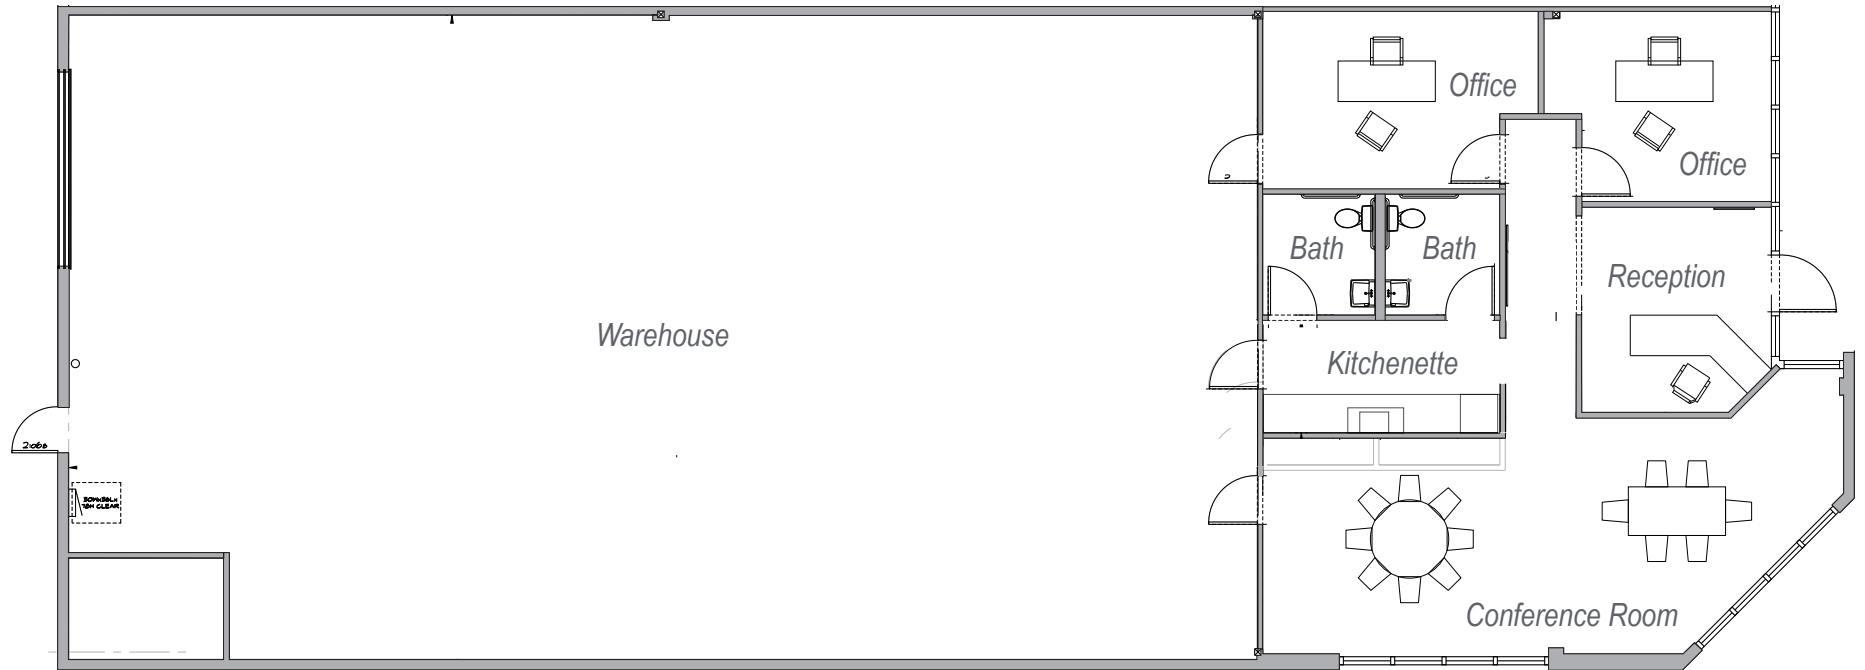 Office
Office
Bath
Bath
Reception
Warehouse
Kitchenette
Conference Room